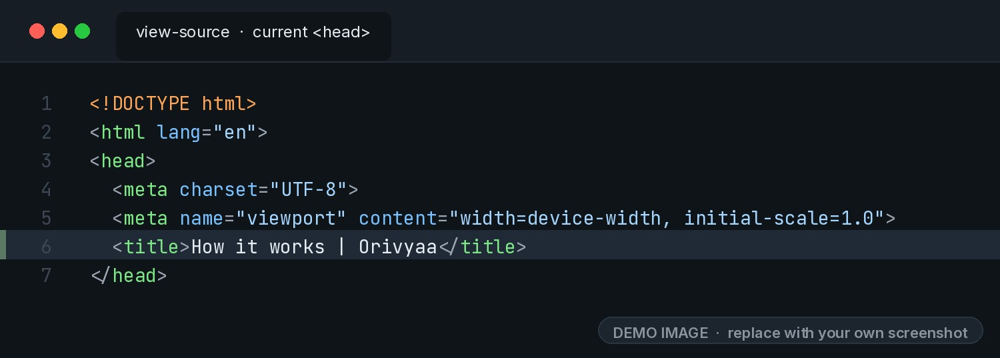 view-source · current <head>
1 <!DOCTYPE html>
2 <html lang="en">
3 <head>
4   <meta charset="UTF-8">
5   <meta name="viewport" content="width=device-width, initial-scale=1.0">
6   <title>How it works | Orivyaa</title>
7 </head>
DEMO IMAGE · replace with your own screenshot